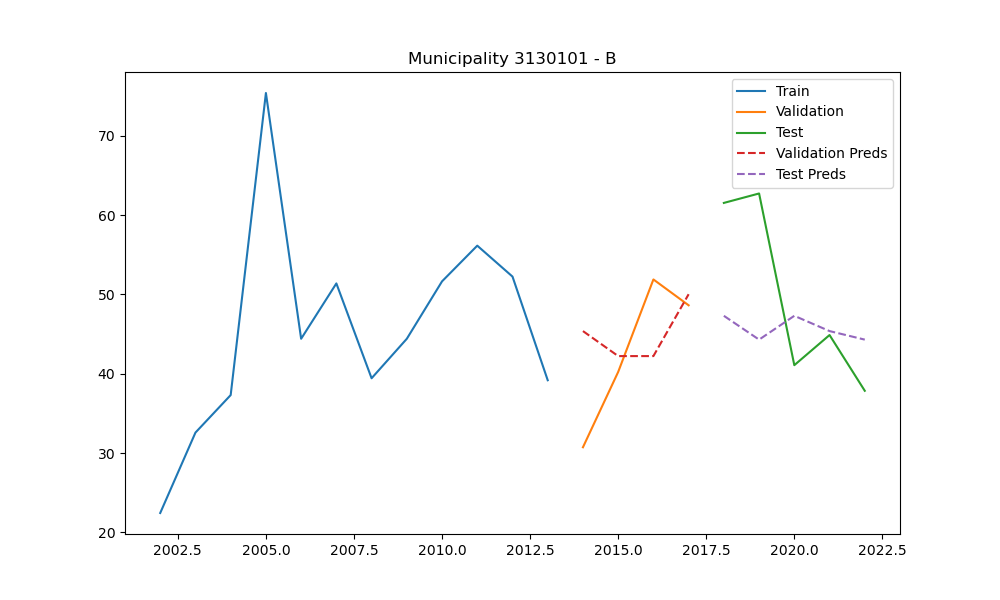 Municipality 3130101 - B
Train
Validation
Test
Validation Preds
Test Preds
70
60
50
40
30
20
2002.5 2005.0 2007.5 2010.0 2012.5 2015.0 2017.5 2020.0 2022.5